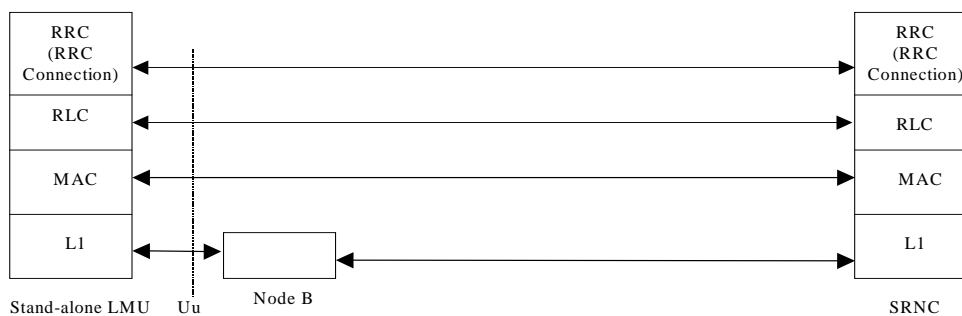 RRC
(RRC
Connection)
RLC
MAC
L1
RRC
(RRC
Connection)
RLC
MAC
L1
Stand-alone LMU
Uu
Node B
SRNC